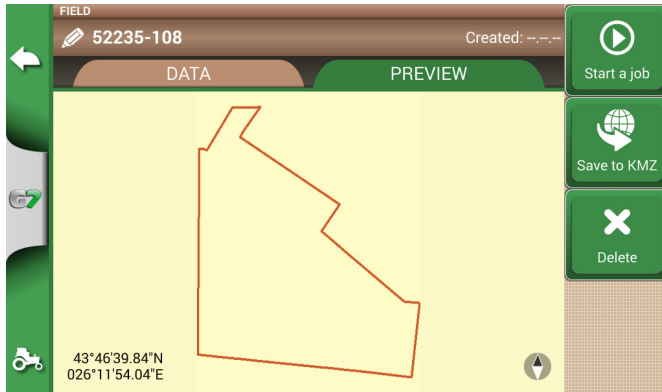 FIELD
52235-108
Created: --.--.--
DATA
PREVIEW
Start a job
Save to KMZ
Delete
G7
43°46'39.84"N
026°11'54.04"E